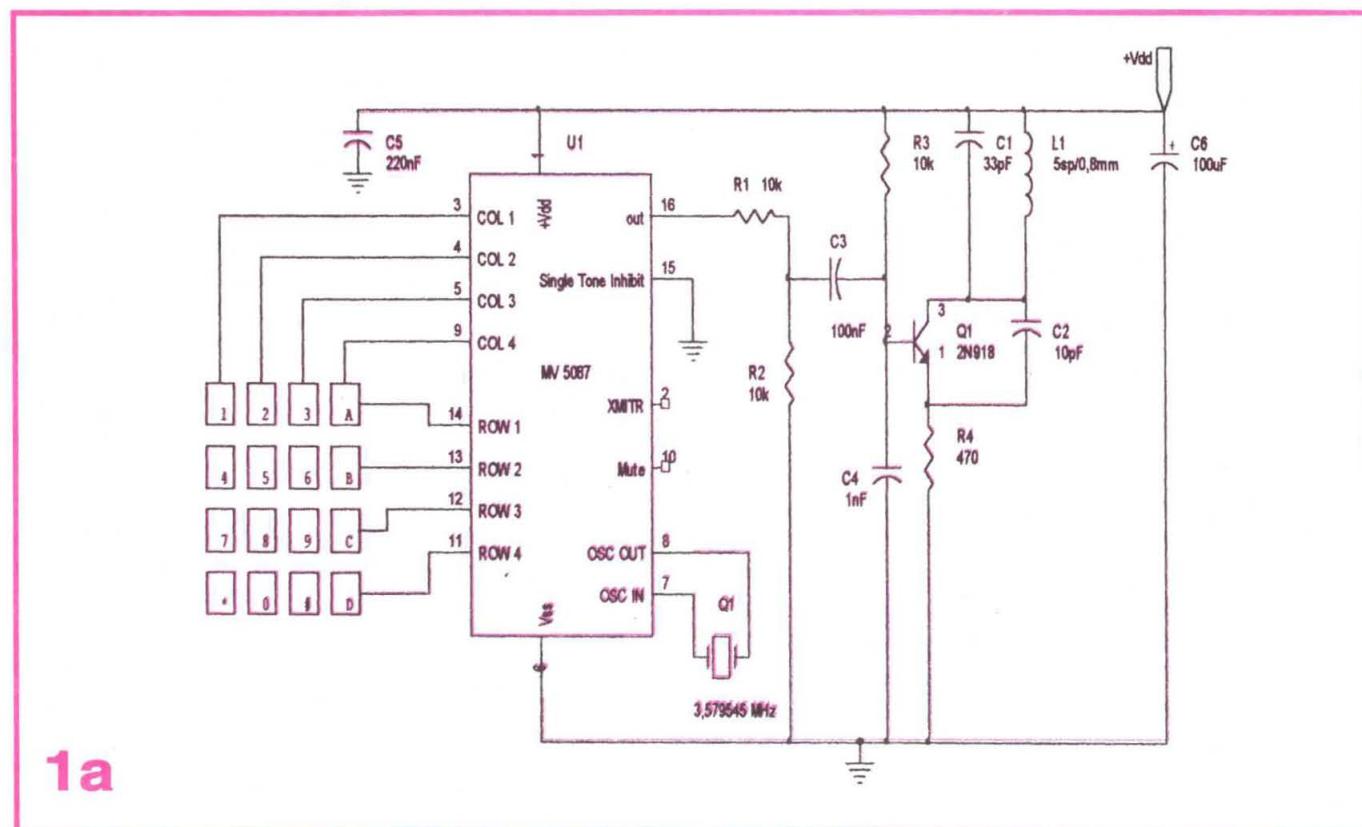 +Vdd
C5
220nF
U1
1
R3
10k
C1
33pF
L1
5sp/0,8mm
+
C6
100uF
R1 10k
3
COL 1
+Vdd
out
16
4
COL 2
C3
5
COL 3
Single Tone Inhibit
15
100nF
9
COL 4
MV 5087
2
3
1
Q1
2N918
C2
10pF
R2
10k
XMITR
2
1
2
3
A
14
ROW 1
4
5
6
B
13
ROW 2
Mute
10
R4
470
C4
1nF
7
8
9
C
12
ROW 3
*
0
#
D
11
ROW 4
OSC OUT
8
OSC IN
7
Q1
Vss
6
3,579545 MHz
1a